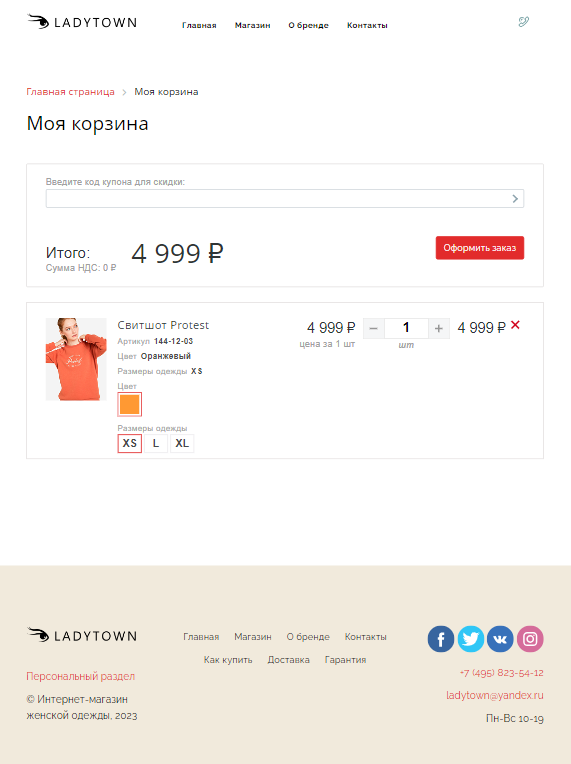 LADYTOWN
Главная Магазин О бренде Контакты
Главная страница > Моя корзина
Моя корзина
Введите код купона для скидки:
Итого: 4 999 ₽
Сумма НДС: 0 ₽
Оформить заказ
Свитшот Protest
Артикул 144-12-03
Цвет Оранжевый
Размеры одежды XS
Цвет
Размеры одежды
XS L XL
4 999 ₽
цена за 1 шт
− 1 +
шт
4 999 ₽ ×
LADYTOWN
Персональный раздел
© Интернет-магазин
женской одежды, 2023
Главная Магазин О бренде Контакты
Как купить Доставка Гарантия
+7 (495) 823-54-12
ladytown@yandex.ru
Пн-Вс 10-19